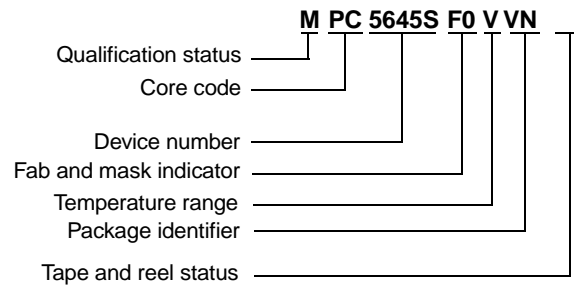 M PC 5645S F0 V VN
Qualification status
Core code
Device number
Fab and mask indicator
Temperature range
Package identifier
Tape and reel status